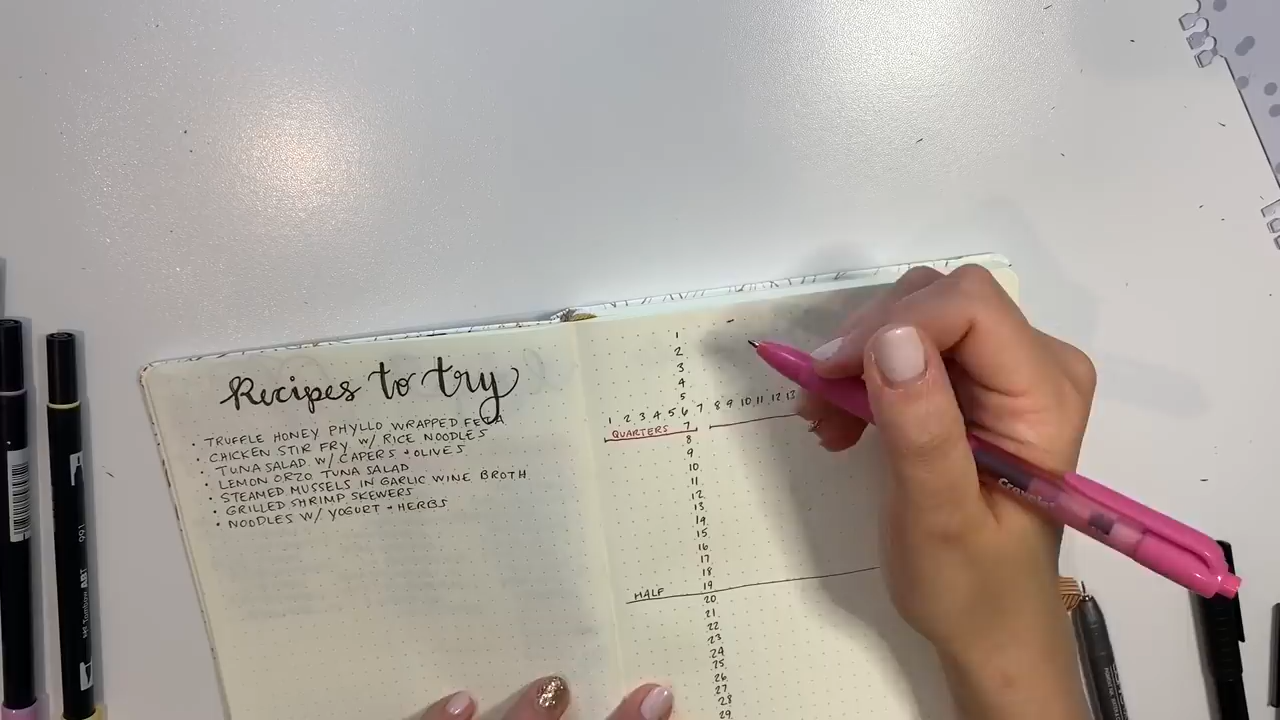 Recipes to try
• TRUFFLE HONEY PHYLLO WRAPPED FETA
• CHICKEN STIR FRY W/ RICE NOODLES
• TUNA SALAD W/ CAPERS + OLIVES
• LEMON ORZO TUNA SALAD
• STEAMED MUSSELS IN GARLIC WINE BROTH
• GRILLED SHRIMP SKEWERS
• NOODLES W/ YOGURT + HERBS
1
2
3
4
5
1 2 3 4 5 6 7 8 9 10 11 12 13
QUARTERS 7
8
9
10
11
12
13
14
15
16
17
18
HALF 19
20
21
22
23
24
25
26
27
28
29
Crayola
Tombow ABT
991